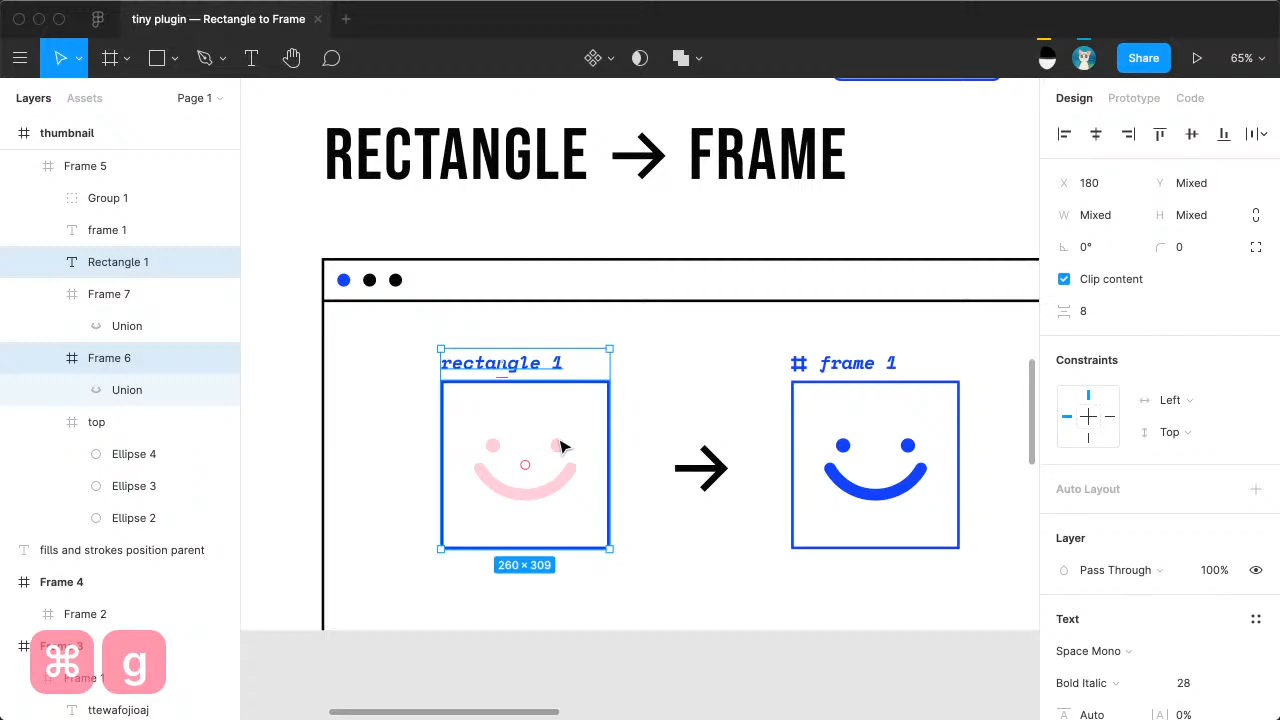 tiny plugin — Rectangle to Frame
Share
65%
Layers
Assets
Page 1
thumbnail
Frame 5
Group 1
frame 1
Rectangle 1
Frame 7
Union
Frame 6
Union
top
Ellipse 4
Ellipse 3
Ellipse 2
fills and strokes position parent
Frame 4
Frame 2
Frame 3
Frame 1
ttewafojioaj
⌘ g
RECTANGLE → FRAME
rectangle 1
frame 1
260 × 309
Design
Prototype
Code
X 180
Y Mixed
W Mixed
H Mixed
0°
0
Clip content
8
Constraints
Left
Top
Auto Layout
Layer
Pass Through
100%
Text
Space Mono
Bold Italic
28
Auto
0%